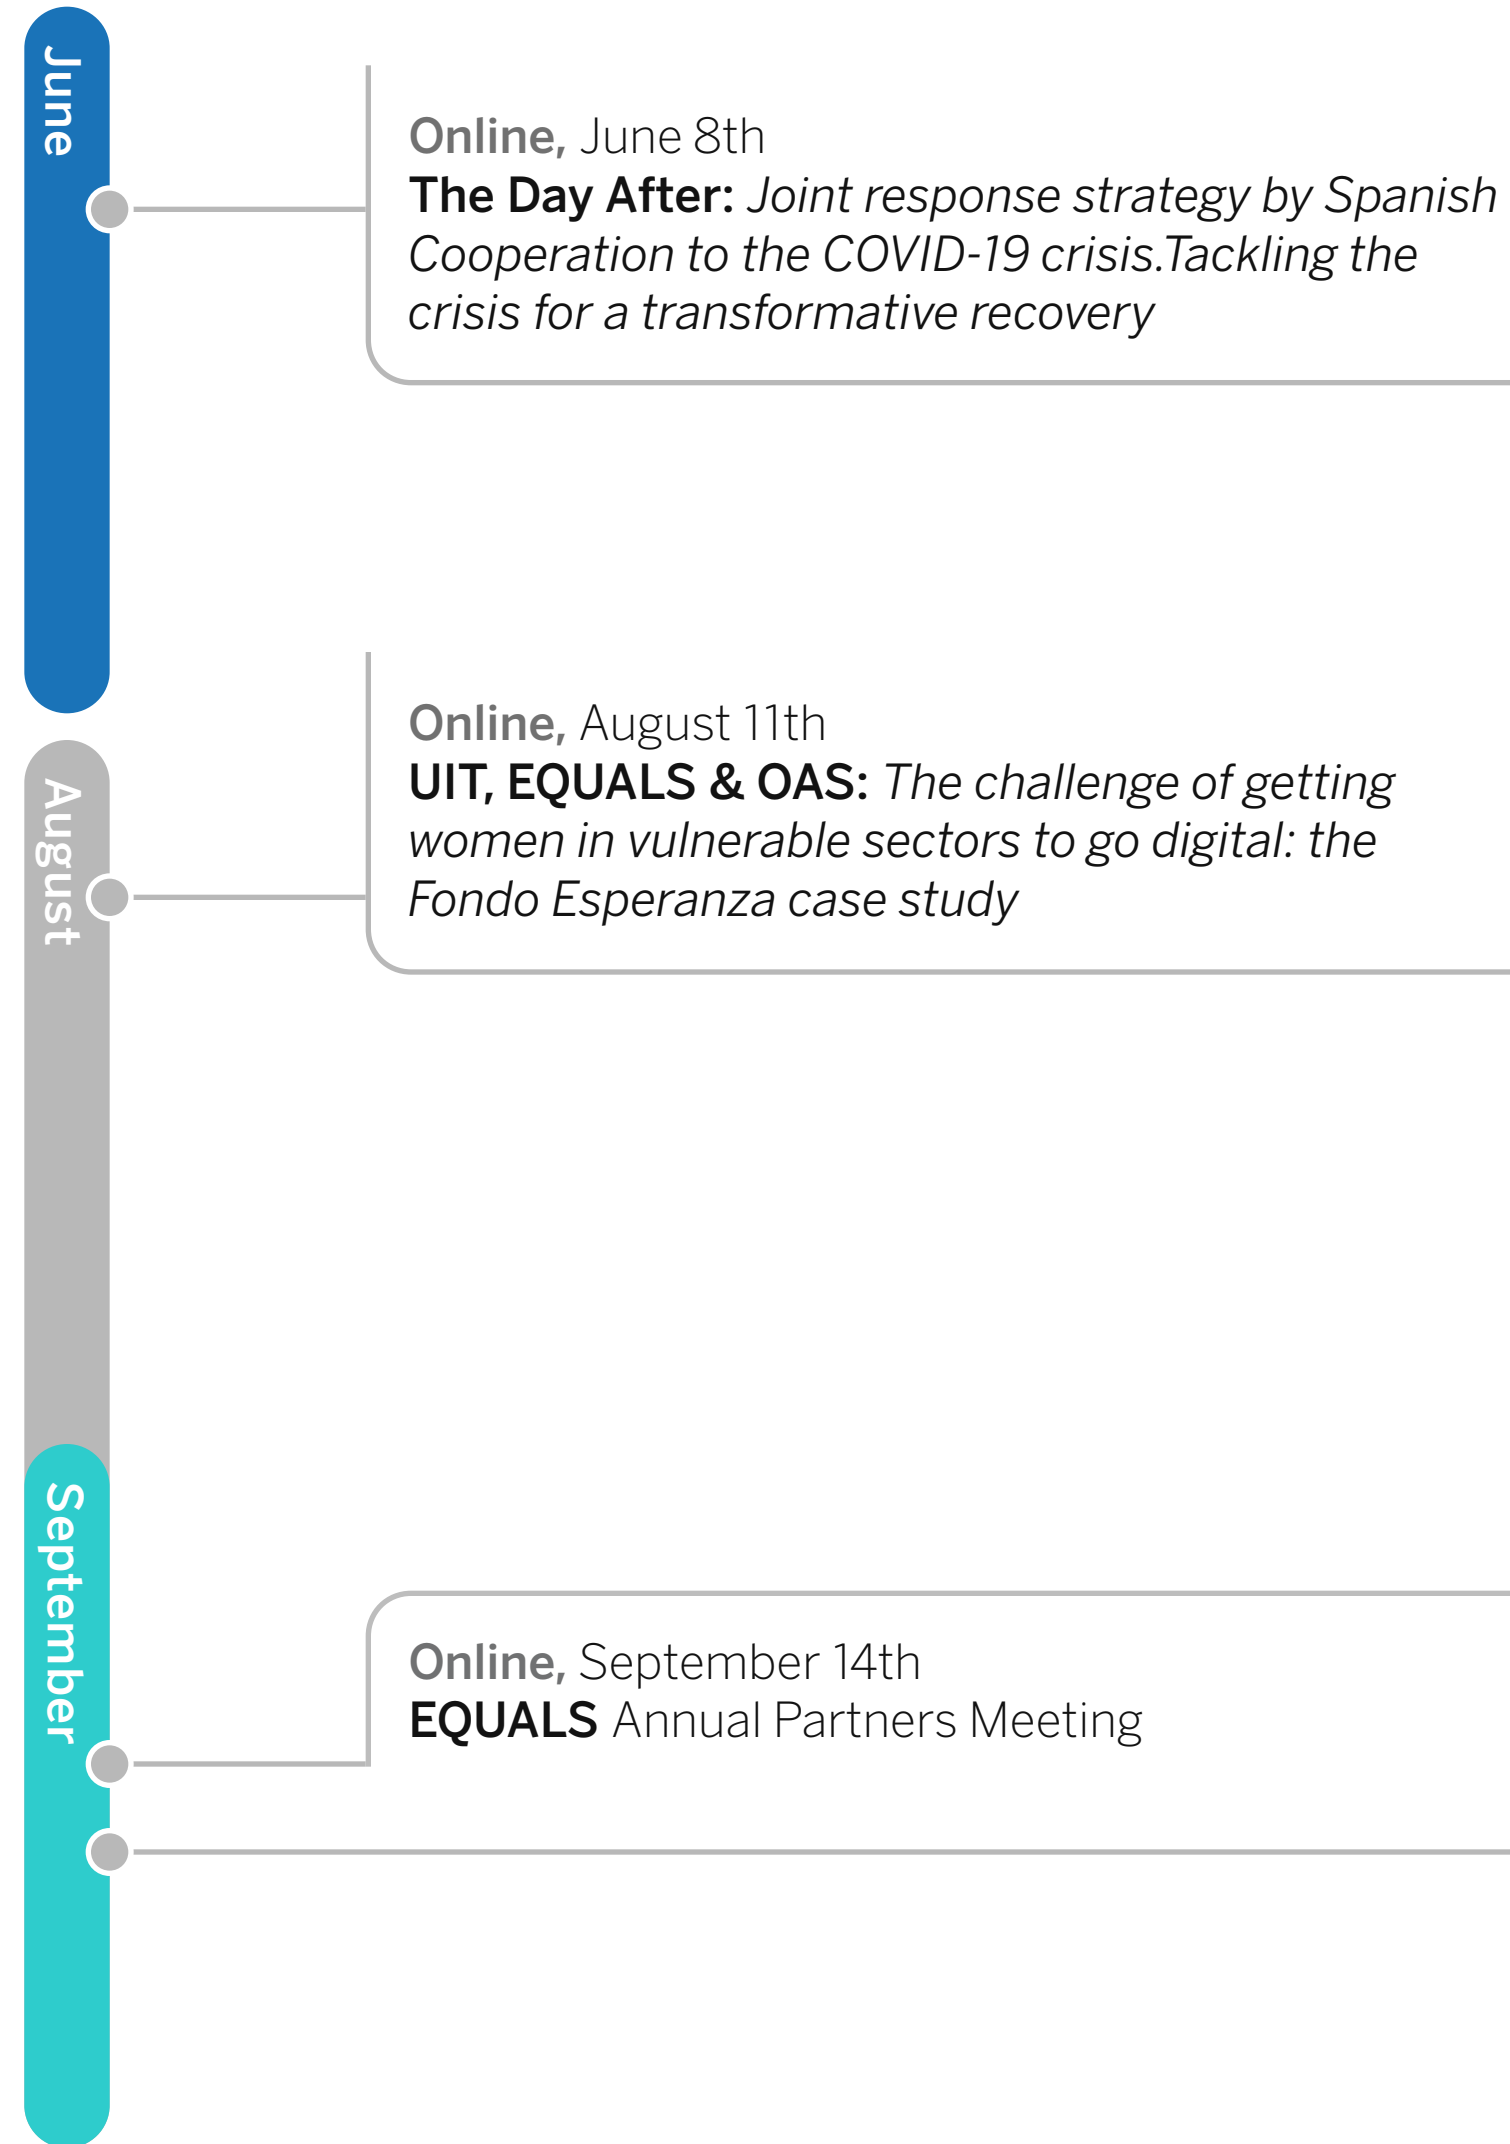 June
Online, June 8th
The Day After: Joint response strategy by Spanish
Cooperation to the COVID-19 crisis.Tackling the
crisis for a transformative recovery
August
Online, August 11th
UIT, EQUALS & OAS: The challenge of getting
women in vulnerable sectors to go digital: the
Fondo Esperanza case study
September
Online, September 14th
EQUALS Annual Partners Meeting